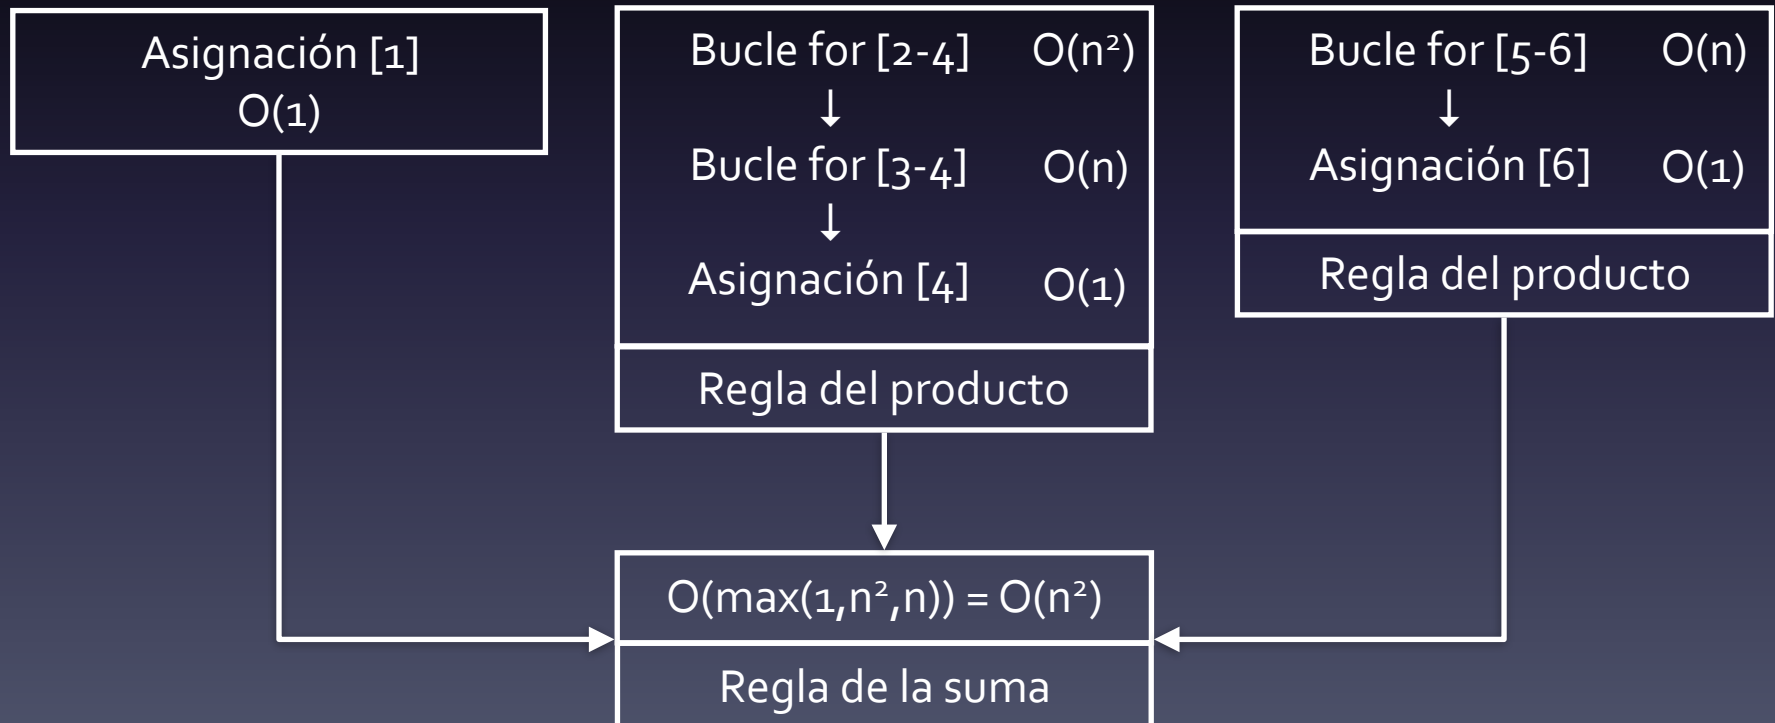 Asignación [1]
O(1)
Bucle for [2-4] O(n²)
↓
Bucle for [3-4] O(n)
↓
Asignación [4] O(1)
Regla del producto
Bucle for [5-6] O(n)
↓
Asignación [6] O(1)
Regla del producto
O(max(1,n²,n)) = O(n²)
Regla de la suma